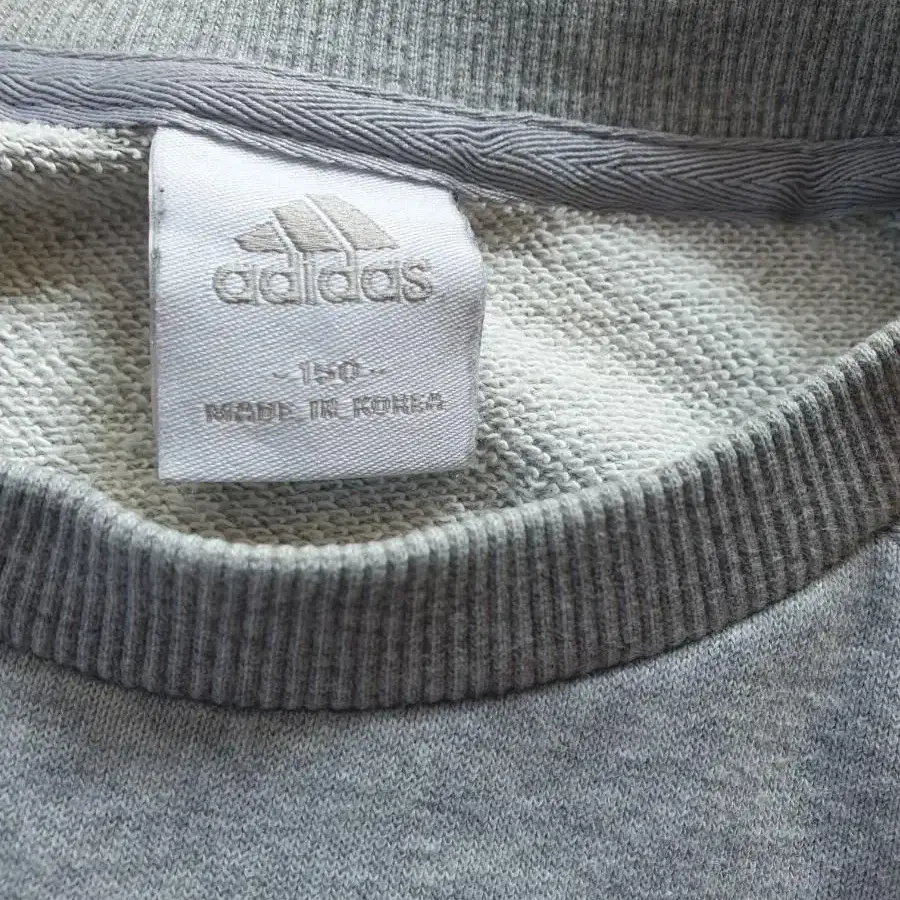 adidas
- 150 -
MADE IN KOREA